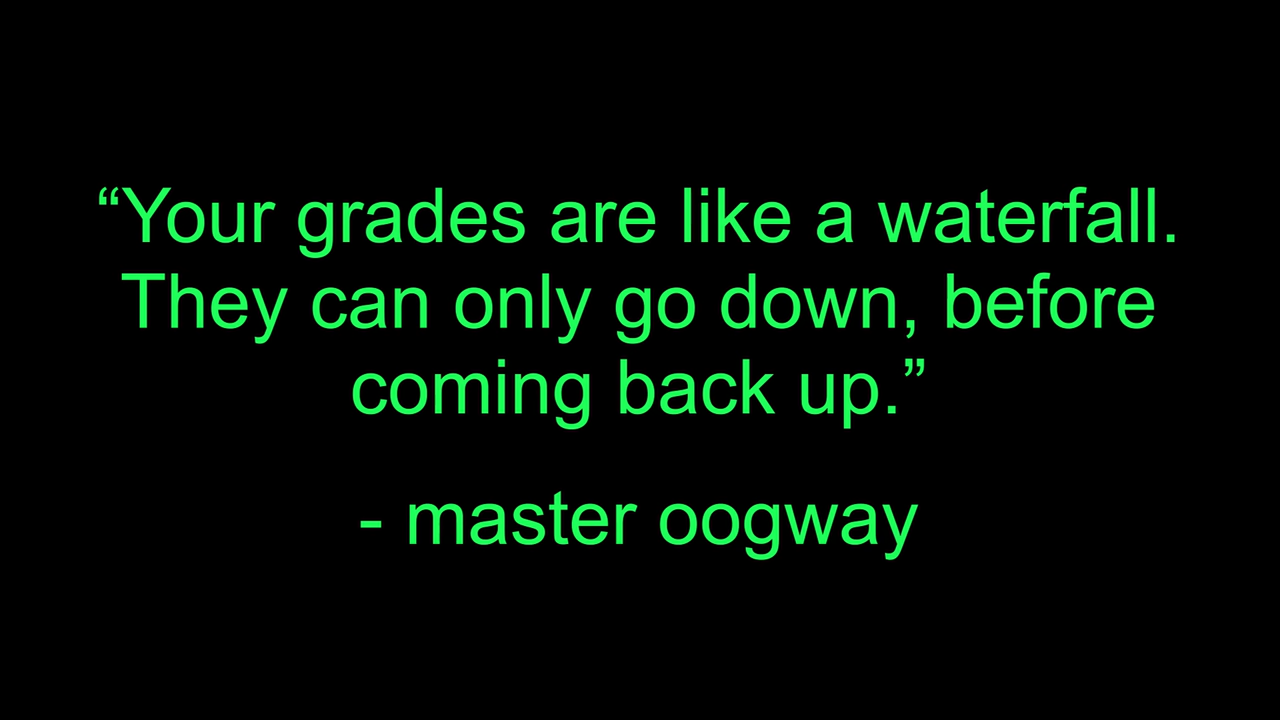 “Your grades are like a waterfall.
They can only go down, before
coming back up.”
- master oogway